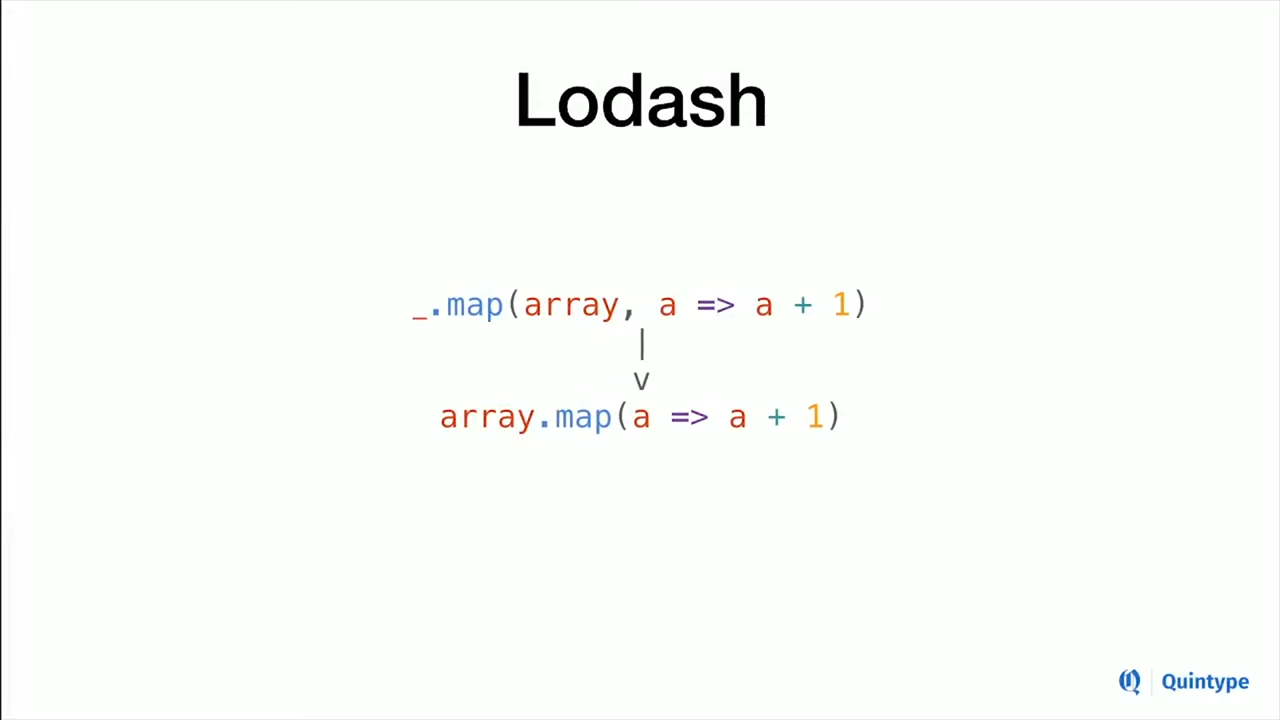 Lodash
_.map(array, a => a + 1)
|
v
array.map(a => a + 1)
Quintype